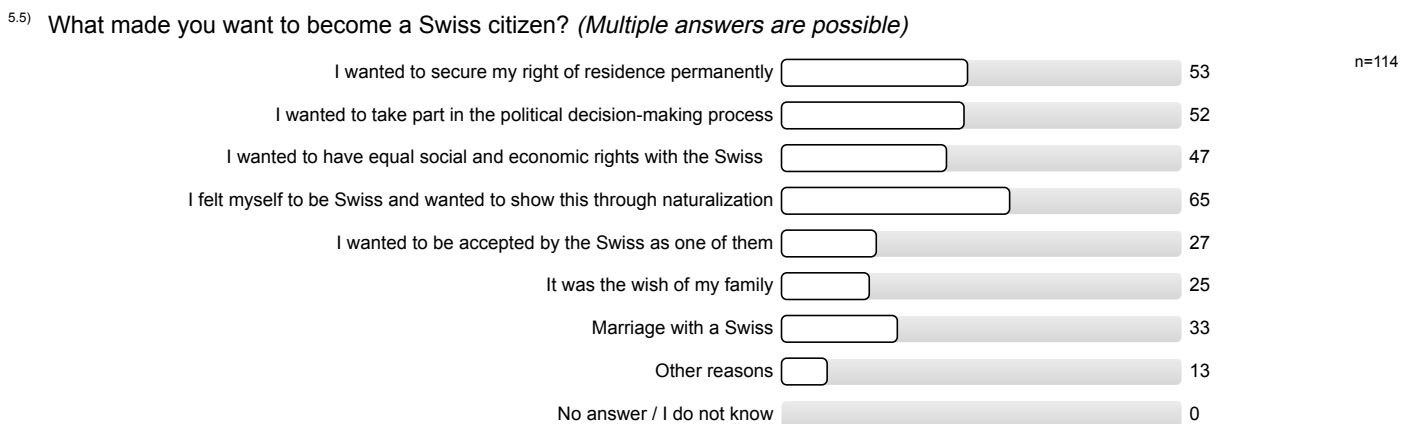 5.5) What made you want to become a Swiss citizen? (Multiple answers are possible)
I wanted to secure my right of residence permanently 53 n=114
I wanted to take part in the political decision-making process 52
I wanted to have equal social and economic rights with the Swiss 47
I felt myself to be Swiss and wanted to show this through naturalization 65
I wanted to be accepted by the Swiss as one of them 27
It was the wish of my family 25
Marriage with a Swiss 33
Other reasons 13
No answer / I do not know 0